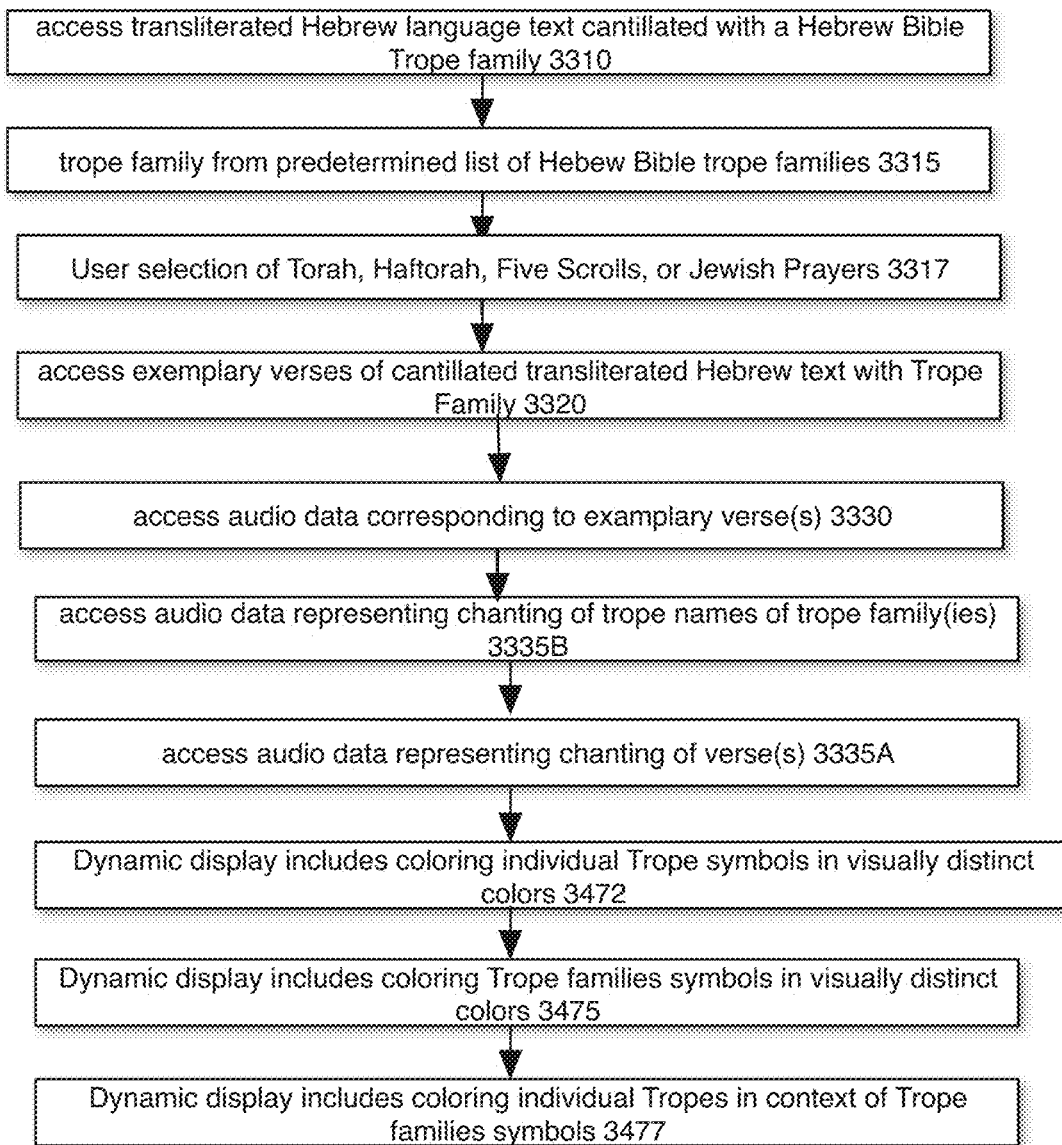 access transliterated Hebrew language text cantillated with a Hebrew Bible
Trope family 3310
trope family from predetermined list of Hebew Bible trope families 3315
User selection of Torah, Haftorah, Five Scrolls, or Jewish Prayers 3317
access exemplary verses of cantillated transliterated Hebrew text with Trope
Family 3320
access audio data corresponding to examplary verse(s) 3330
access audio data representing chanting of trope names of trope family(ies)
3335B
access audio data representing chanting of verse(s) 3335A
Dynamic display includes coloring individual Trope symbols in visually distinct
colors 3472
Dynamic display includes coloring Trope families symbols in visually distinct
colors 3475
Dynamic display includes coloring individual Tropes in context of Trope
families symbols 3477